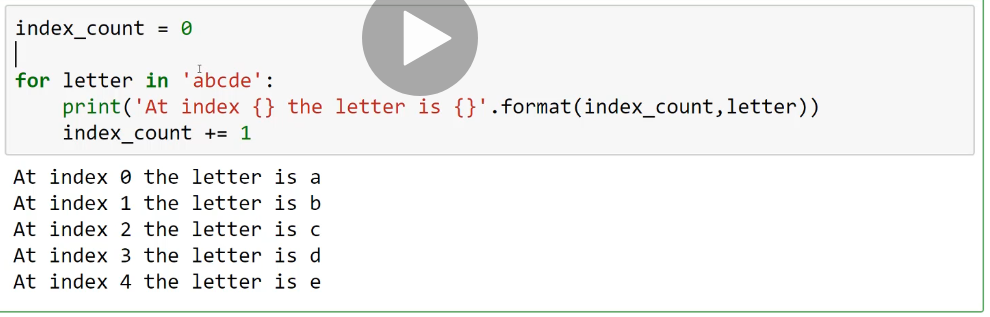 index_count = 0
for letter in 'abcde':
    print('At index {} the letter is {}'.format(index_count,letter))
    index_count += 1
At index 0 the letter is a
At index 1 the letter is b
At index 2 the letter is c
At index 3 the letter is d
At index 4 the letter is e